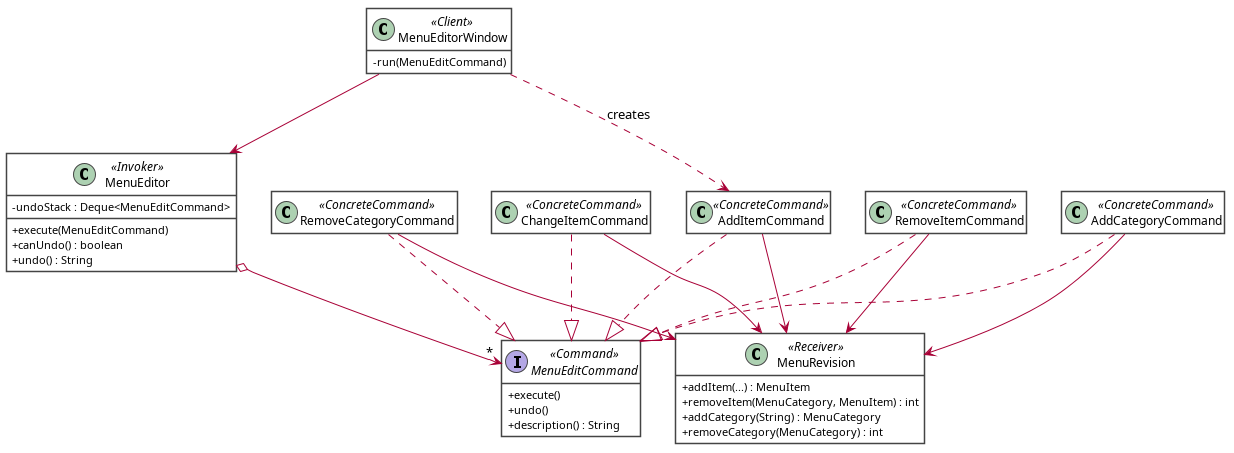 «Client»
C
MenuEditorWindow
-run(MenuEditCommand)
creates
«Invoker»
C
MenuEditor
-undoStack : Deque<MenuEditCommand>
+execute(MenuEditCommand)
+canUndo() : boolean
+undo() : String
«ConcreteCommand»
C
RemoveCategoryCommand
«ConcreteCommand»
C
ChangeItemCommand
«ConcreteCommand»
C
AddItemCommand
«ConcreteCommand»
C
RemoveItemCommand
«ConcreteCommand»
C
AddCategoryCommand
*
«Command»
I
MenuEditCommand
+execute()
+undo()
+description() : String
«Receiver»
C
MenuRevision
+addItem(...) : MenuItem
+removeItem(MenuCategory, MenuItem) : int
+addCategory(String) : MenuCategory
+removeCategory(MenuCategory) : int